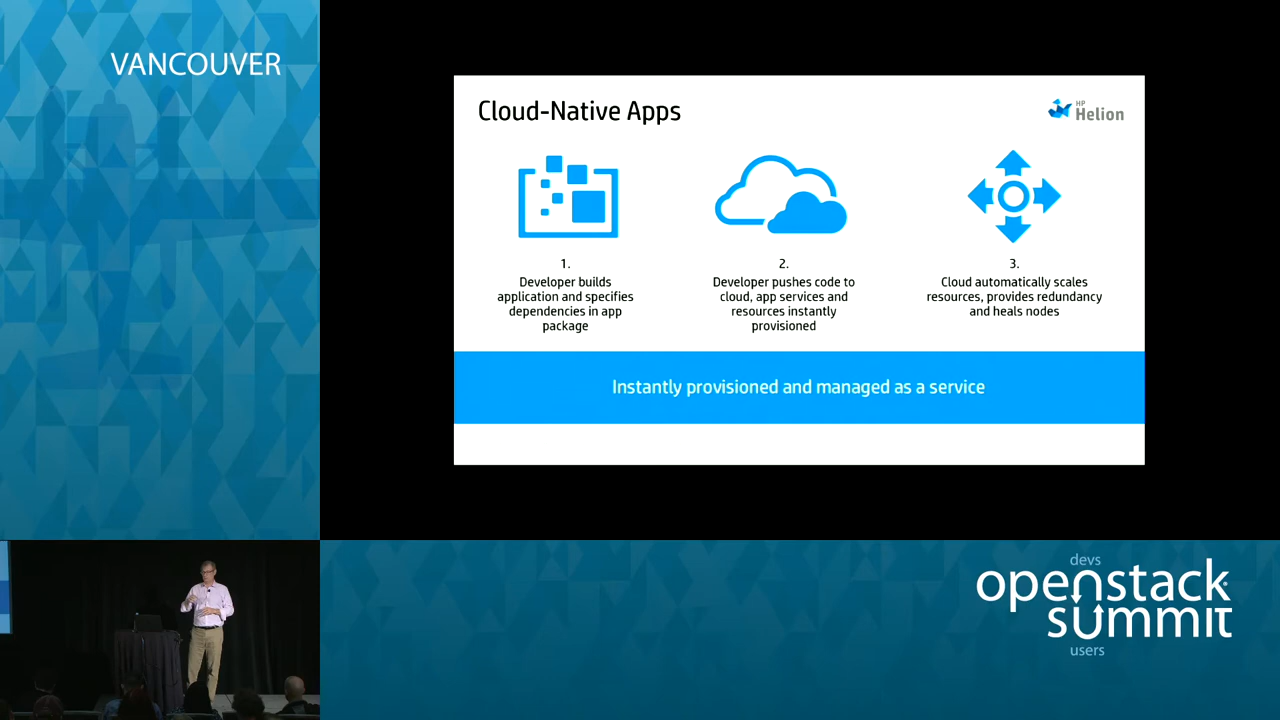 VANCOUVER
Cloud-Native Apps
HP
Helion
1.
Developer builds
application and specifies
dependencies in app
package
2.
Developer pushes code to
cloud, app services and
resources instantly
provisioned
3.
Cloud automatically scales
resources, provides redundancy
and heals nodes
Instantly provisioned and managed as a service
devs
openstack
summit
users